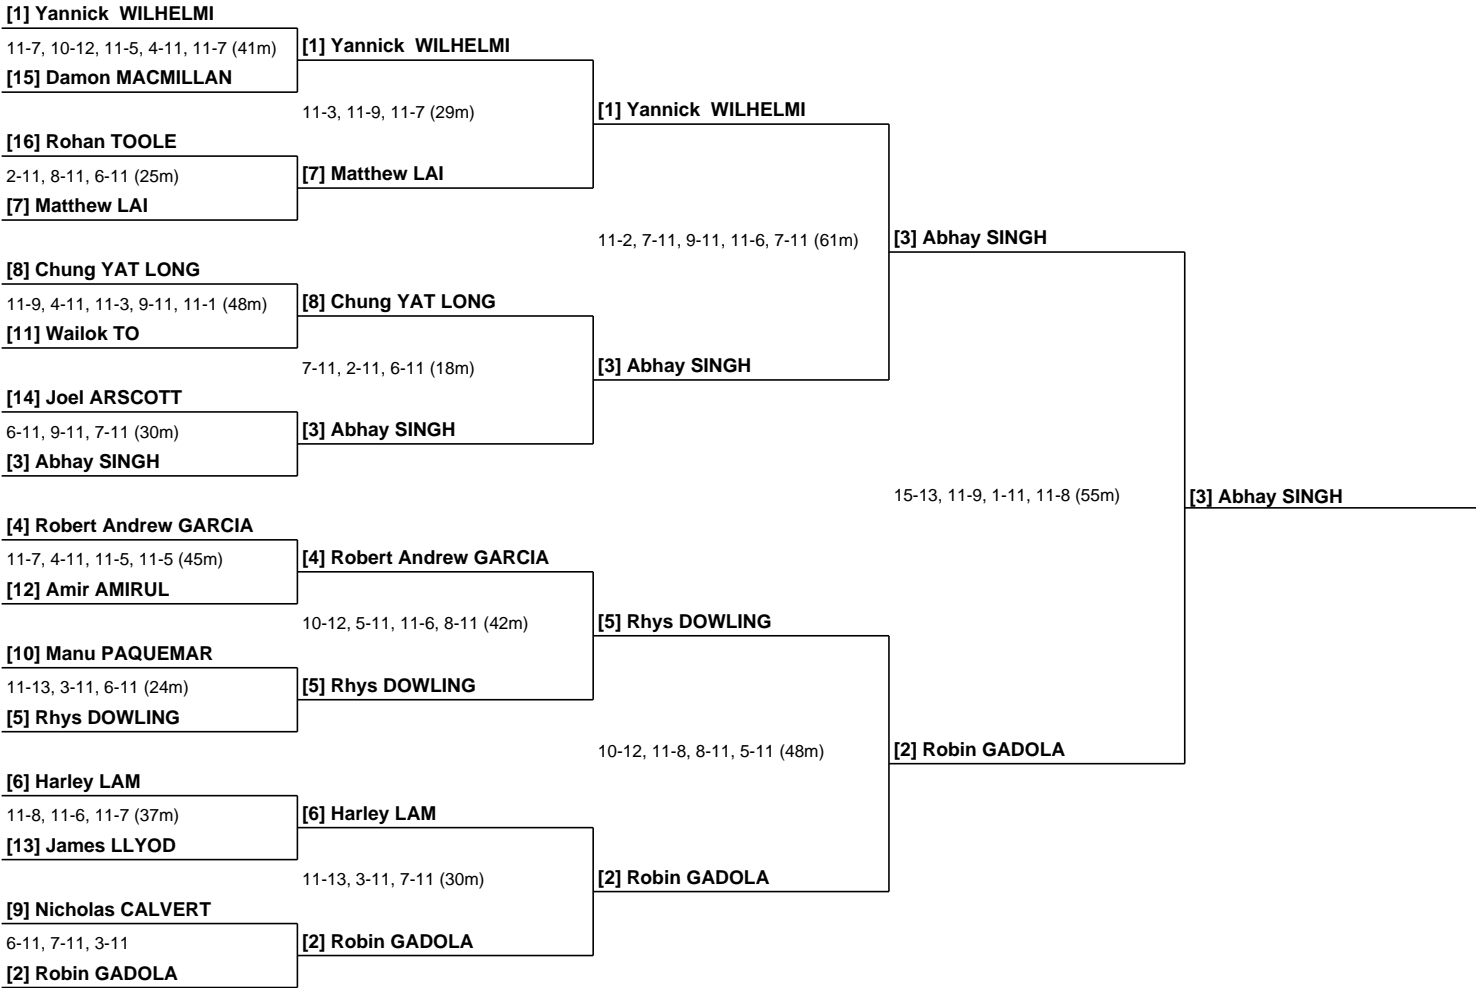 [1] Yannick  WILHELMI
11-7, 10-12, 11-5, 4-11, 11-7 (41m)
[15] Damon MACMILLAN
[16] Rohan TOOLE
2-11, 8-11, 6-11 (25m)
[7] Matthew LAI
[8] Chung YAT LONG
11-9, 4-11, 11-3, 9-11, 11-1 (48m)
[11] Wailok TO
[14] Joel ARSCOTT
6-11, 9-11, 7-11 (30m)
[3] Abhay SINGH
[4] Robert Andrew GARCIA
11-7, 4-11, 11-5, 11-5 (45m)
[12] Amir AMIRUL
[10] Manu PAQUEMAR
11-13, 3-11, 6-11 (24m)
[5] Rhys DOWLING
[6] Harley LAM
11-8, 11-6, 11-7 (37m)
[13] James LLYOD
[9] Nicholas CALVERT
6-11, 7-11, 3-11
[2] Robin GADOLA
[1] Yannick  WILHELMI
11-3, 11-9, 11-7 (29m)
[7] Matthew LAI
[8] Chung YAT LONG
7-11, 2-11, 6-11 (18m)
[3] Abhay SINGH
[4] Robert Andrew GARCIA
10-12, 5-11, 11-6, 8-11 (42m)
[5] Rhys DOWLING
[6] Harley LAM
11-13, 3-11, 7-11 (30m)
[2] Robin GADOLA
[1] Yannick  WILHELMI
11-2, 7-11, 9-11, 11-6, 7-11 (61m)
[3] Abhay SINGH
[5] Rhys DOWLING
10-12, 11-8, 8-11, 5-11 (48m)
[2] Robin GADOLA
[3] Abhay SINGH
15-13, 11-9, 1-11, 11-8 (55m)
[2] Robin GADOLA
[3] Abhay SINGH